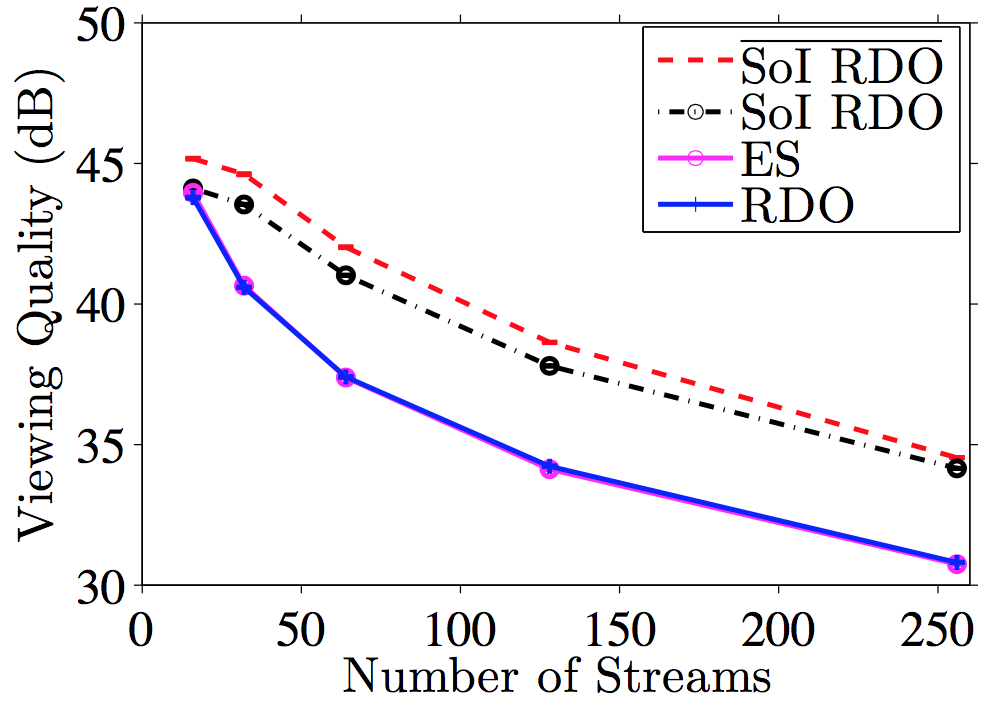 50
45
40
35
30
0
50
100
150
200
250
Viewing Quality (dB)
Number of Streams
SoI RDO
SoI RDO
ES
RDO